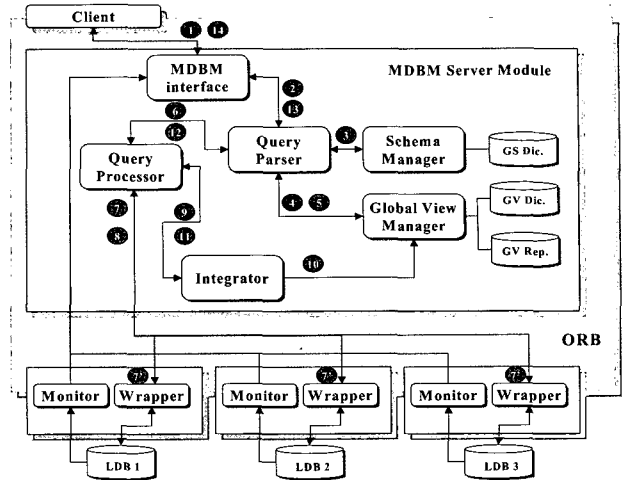 Client
1 14
MDBM
interface
MDBM Server Module
2
13
6
12
Query
Parser
3
Schema
Manager
GS Dic.
Query
Processor
7
8
9
11
4 5
Global View
Manager
GV Dic.
GV Rep.
Integrator
10
ORB
7'
7'
7'
Monitor
Wrapper
Monitor
Wrapper
Monitor
Wrapper
LDB 1
LDB 2
LDB 3